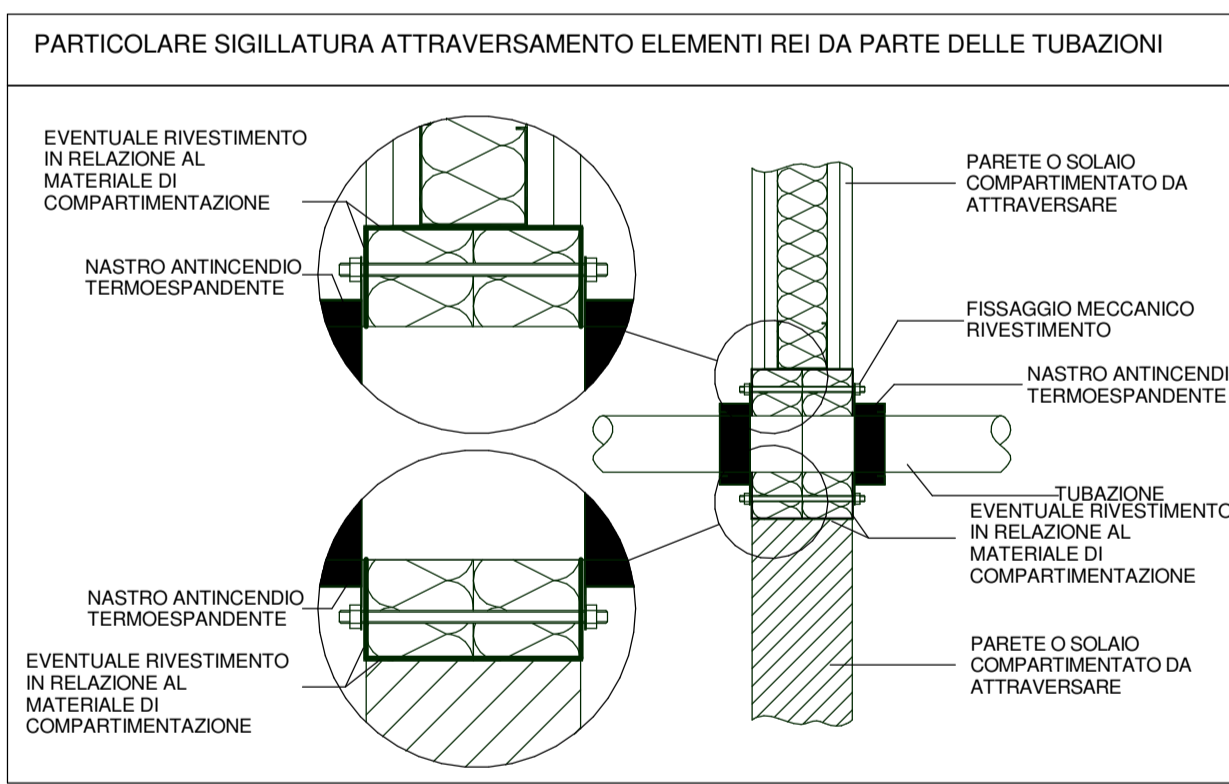 PARTICOLARE SIGILLATURA ATTRAVERSAMENTO ELEMENTI REI DA PARTE DELLE TUBAZIONI
EVENTUALE RIVESTIMENTO
IN RELAZIONE AL
MATERIALE DI
COMPARTIMENTAZIONE
NASTRO ANTINCENDIO
TERMOESPANDENTE
NASTRO ANTINCENDIO
TERMOESPANDENTE
EVENTUALE RIVESTIMENTO
IN RELAZIONE AL
MATERIALE DI
COMPARTIMENTAZIONE
PARETE O SOLAIO
COMPARTIMENTATO DA
ATTRAVERSARE
FISSAGGIO MECCANICO
RIVESTIMENTO
NASTRO ANTINCENDI
TERMOESPANDENTE
TUBAZIONE
EVENTUALE RIVESTIMENTO
IN RELAZIONE AL
MATERIALE DI
COMPARTIMENTAZIONE
PARETE O SOLAIO
COMPARTIMENTATO DA
ATTRAVERSARE